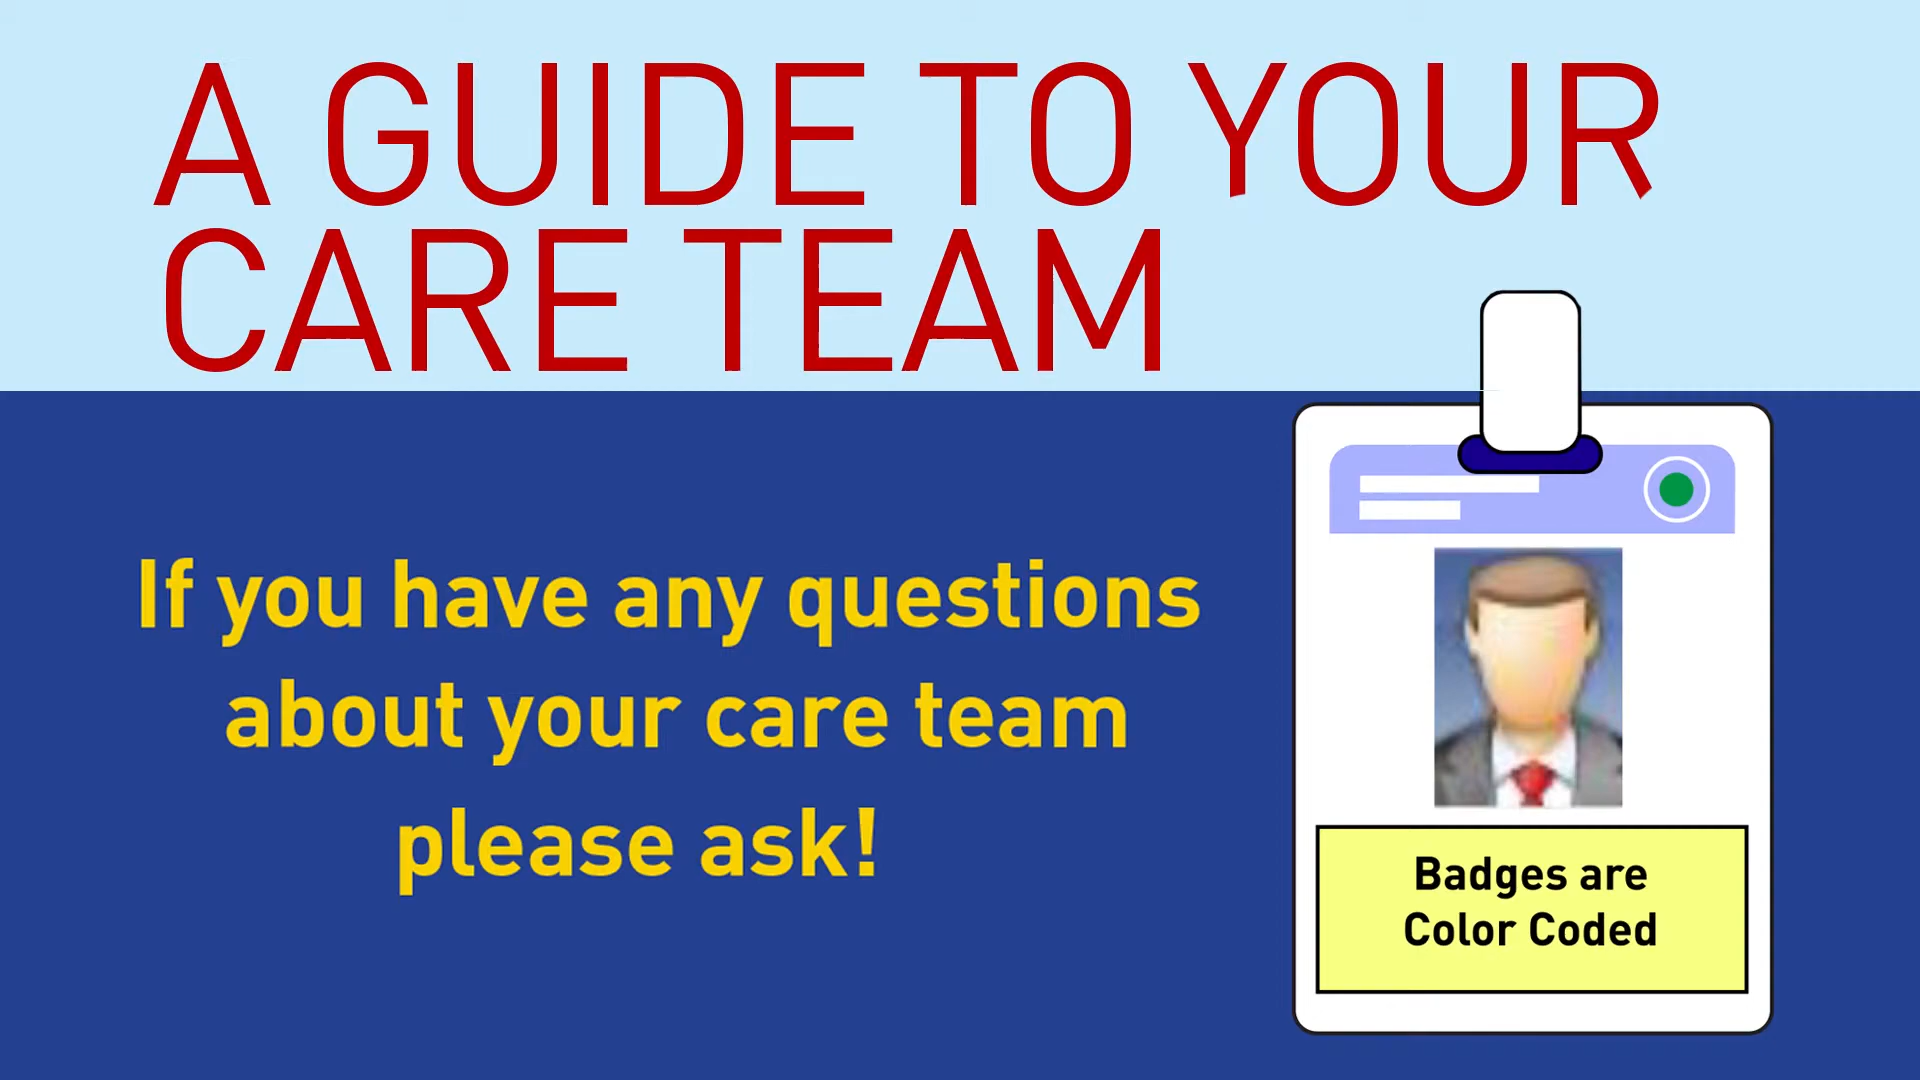 A GUIDE TO YOUR
CARE TEAM
If you have any questions
about your care team
please ask!
Badges are
Color Coded